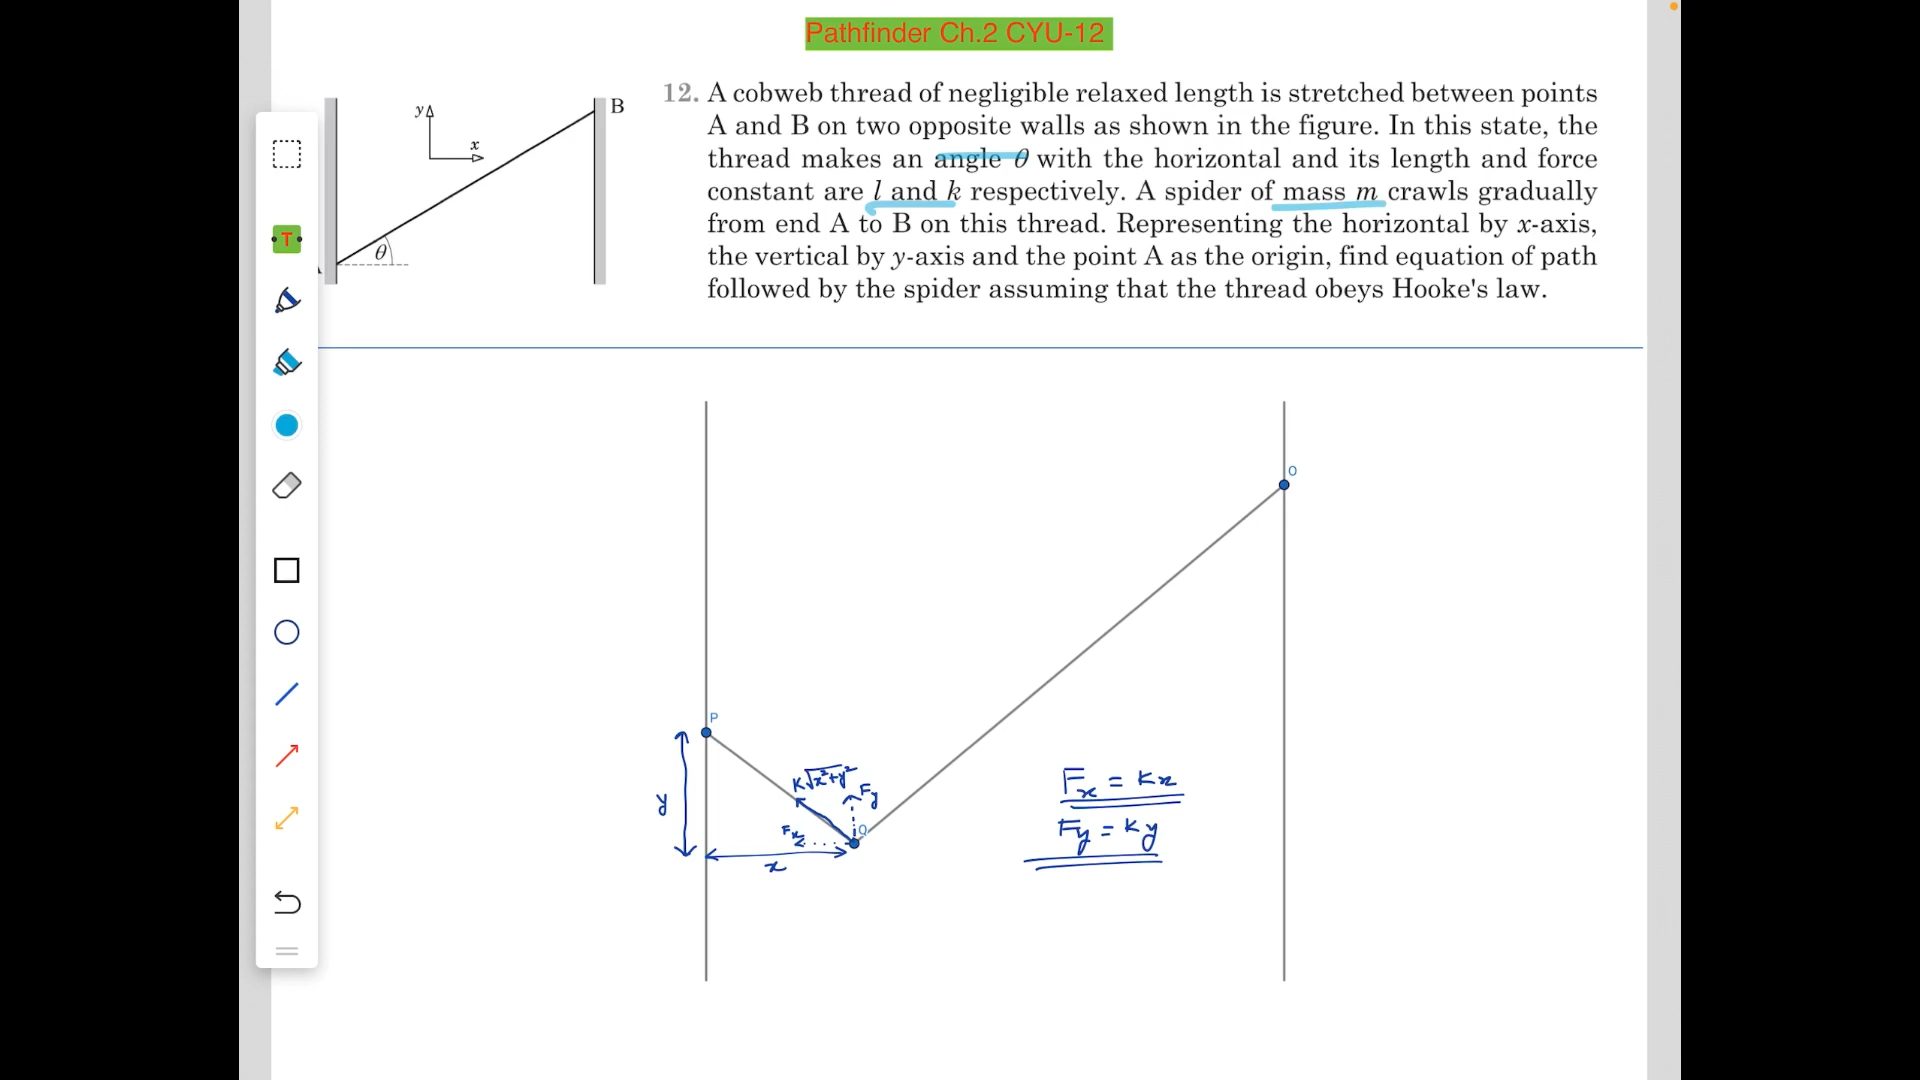 Pathfinder Ch.2 CYU-12
12. A cobweb thread of negligible relaxed length is stretched between points
A and B on two opposite walls as shown in the figure. In this state, the
thread makes an angle θ with the horizontal and its length and force
constant are l and k respectively. A spider of mass m crawls gradually
from end A to B on this thread. Representing the horizontal by x-axis,
the vertical by y-axis and the point A as the origin, find equation of path
followed by the spider assuming that the thread obeys Hooke's law.
y
x
B
θ
T
O
P
K√x²+y²
Fy
Fx
Q
y
x
Fx = Kx
Fy = Ky